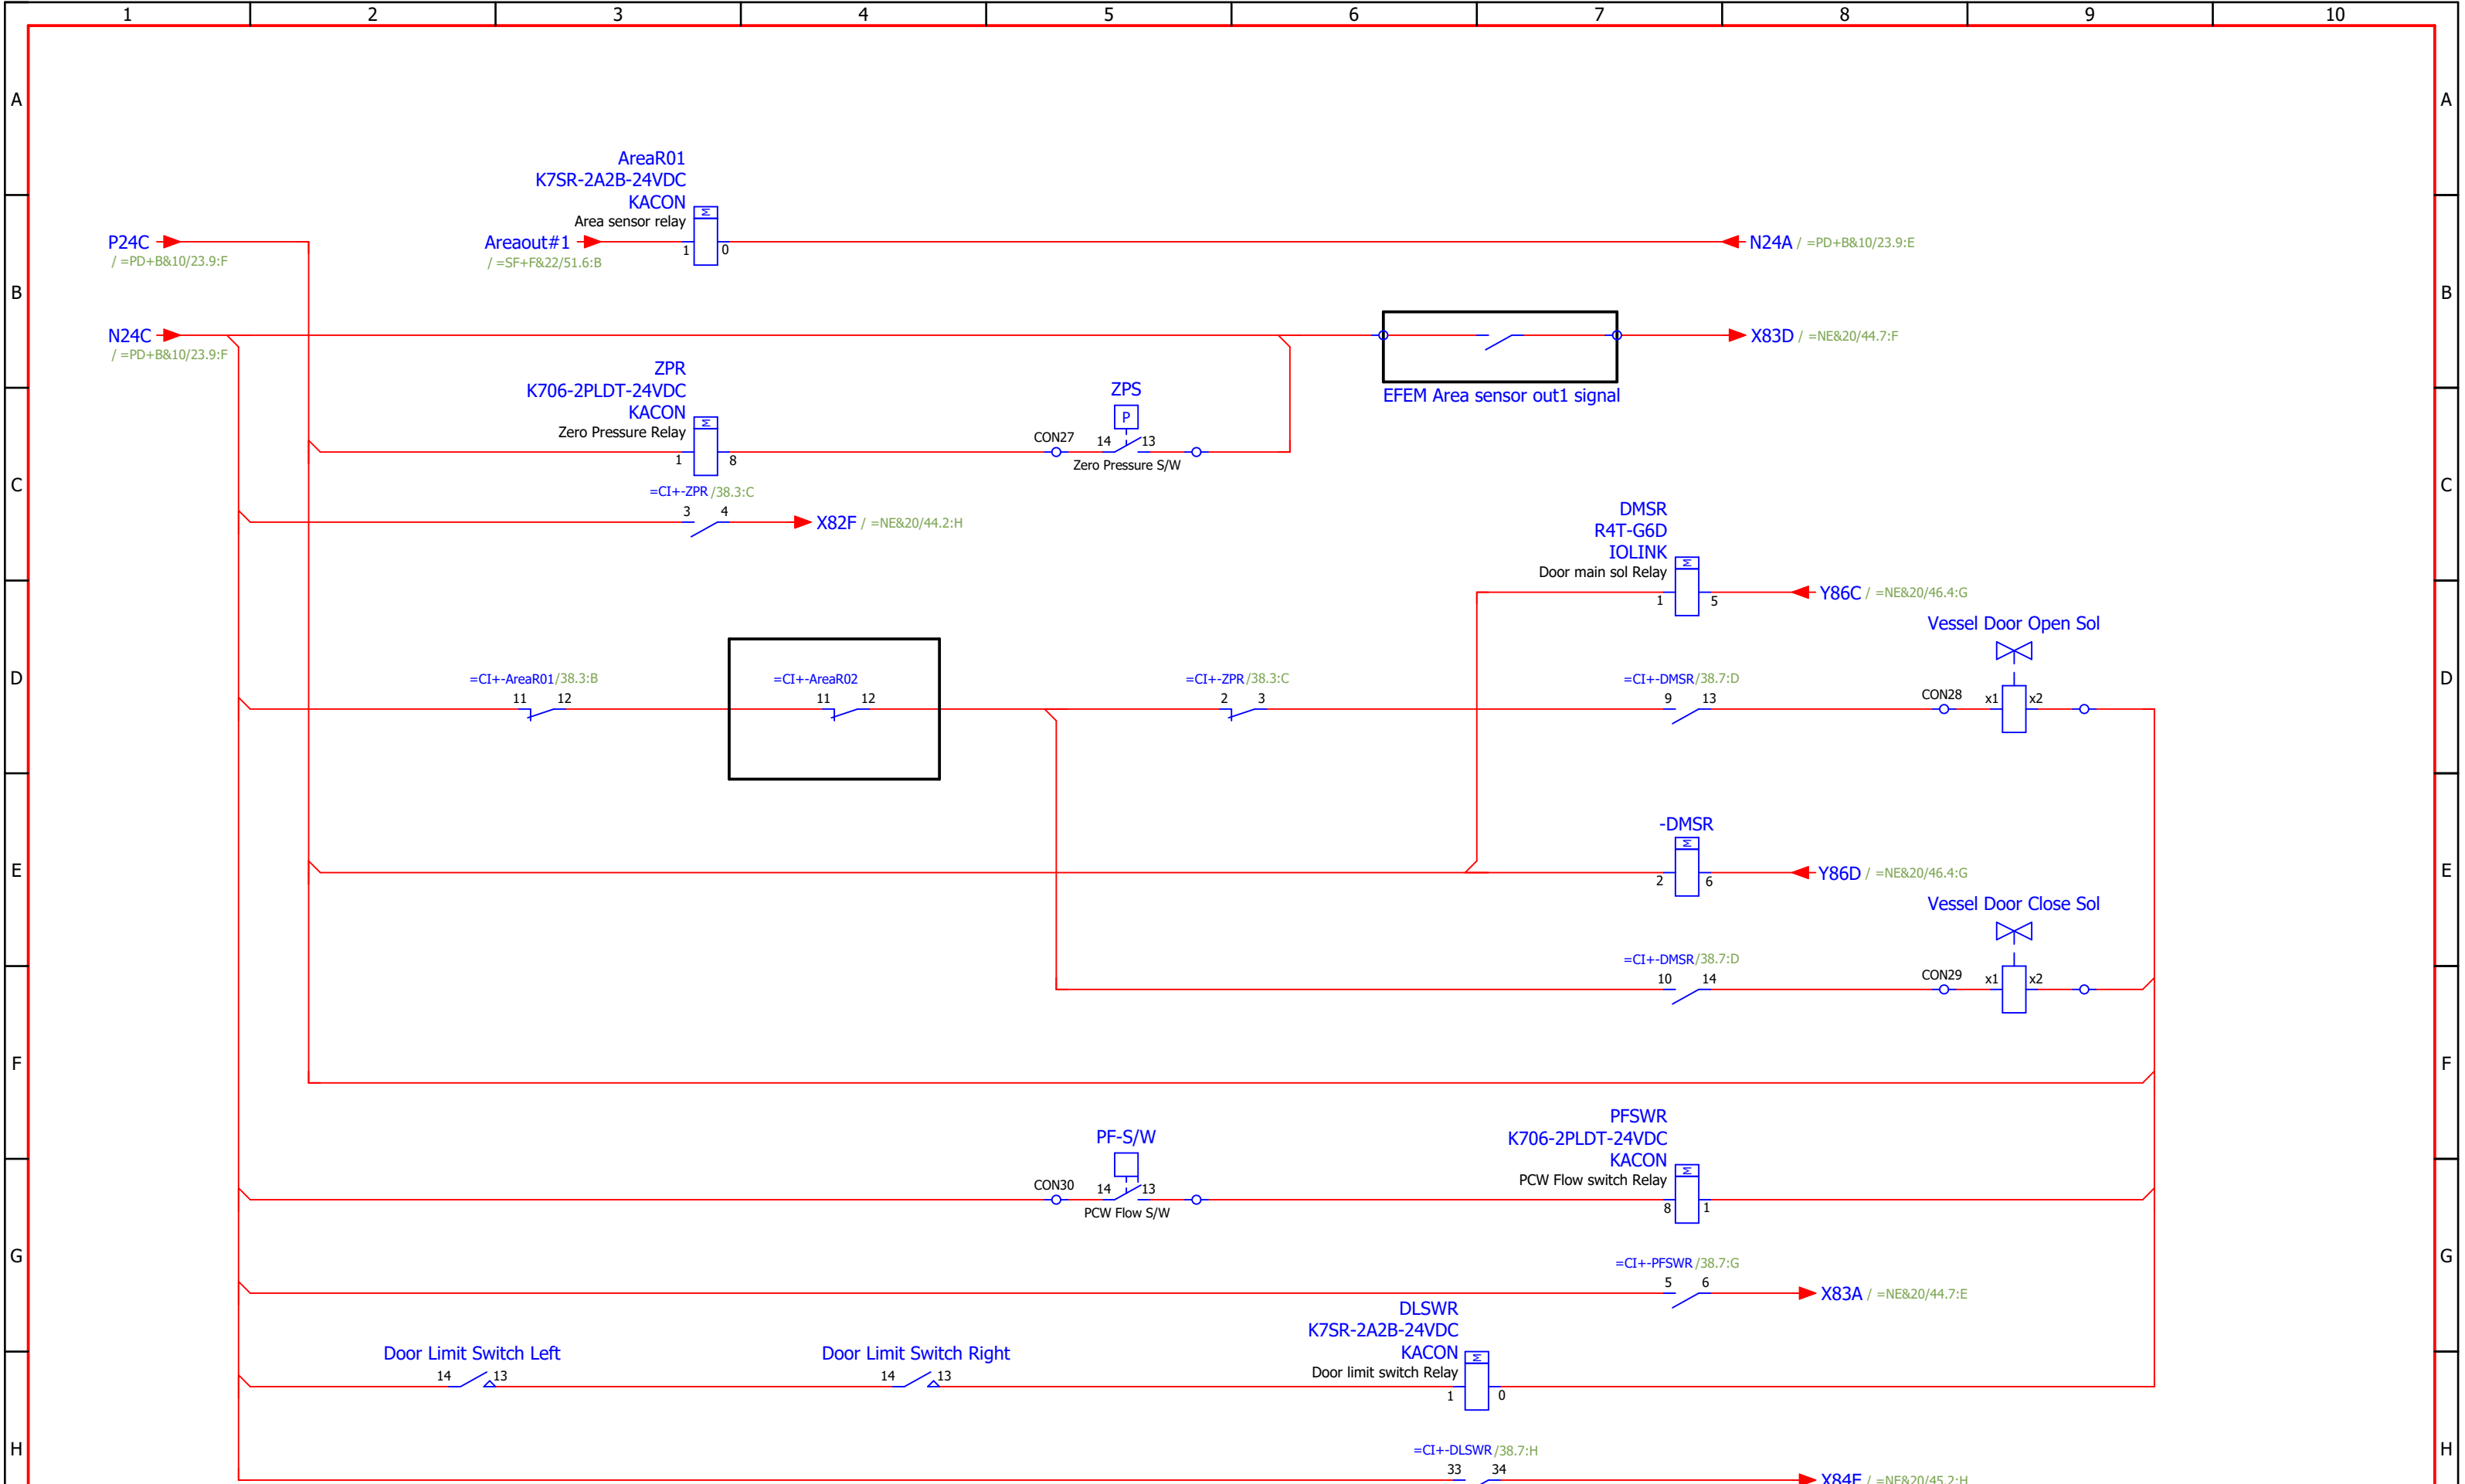 1 2 3 4 5 6 7 8 9 10
A A
AreaR01
K7SR-2A2B-24VDC
KACON
Area sensor relay
P24C
/ =PD+B&10/23.9:F
Areaout#1
/ =SF+F&22/51.6:B
1 0
N24A / =PD+B&10/23.9:E
B B
N24C
/ =PD+B&10/23.9:F
X83D / =NE&20/44.7:F
EFEM Area sensor out1 signal
ZPR
K706-2PLDT-24VDC
KACON
Zero Pressure Relay
1 8
ZPS
P
CON27 14 13
Zero Pressure S/W
C C
=CI+-ZPR /38.3:C
3 4
X82F / =NE&20/44.2:H
DMSR
R4T-G6D
IOLINK
Door main sol Relay
1 5
Y86C / =NE&20/46.4:G
Vessel Door Open Sol
D D
=CI+-AreaR01/38.3:B
11 12
=CI+-AreaR02
11 12
=CI+-ZPR/38.3:C
2 3
=CI+-DMSR/38.7:D
9 13
CON28 x1 x2
-DMSR
2 6
Y86D / =NE&20/46.4:G
E E
Vessel Door Close Sol
=CI+-DMSR/38.7:D
10 14
CON29 x1 x2
F F
PF-S/W
CON30 14 13
PCW Flow S/W
PFSWR
K706-2PLDT-24VDC
KACON
PCW Flow switch Relay
8 1
G G
=CI+-PFSWR /38.7:G
5 6
X83A / =NE&20/44.7:E
Door Limit Switch Left
14 13
Door Limit Switch Right
14 13
DLSWR
K7SR-2A2B-24VDC
KACON
Door limit switch Relay
1 0
H H
=CI+-DLSWR /38.7:H
33 34
X84E / =NE&20/45.2:H